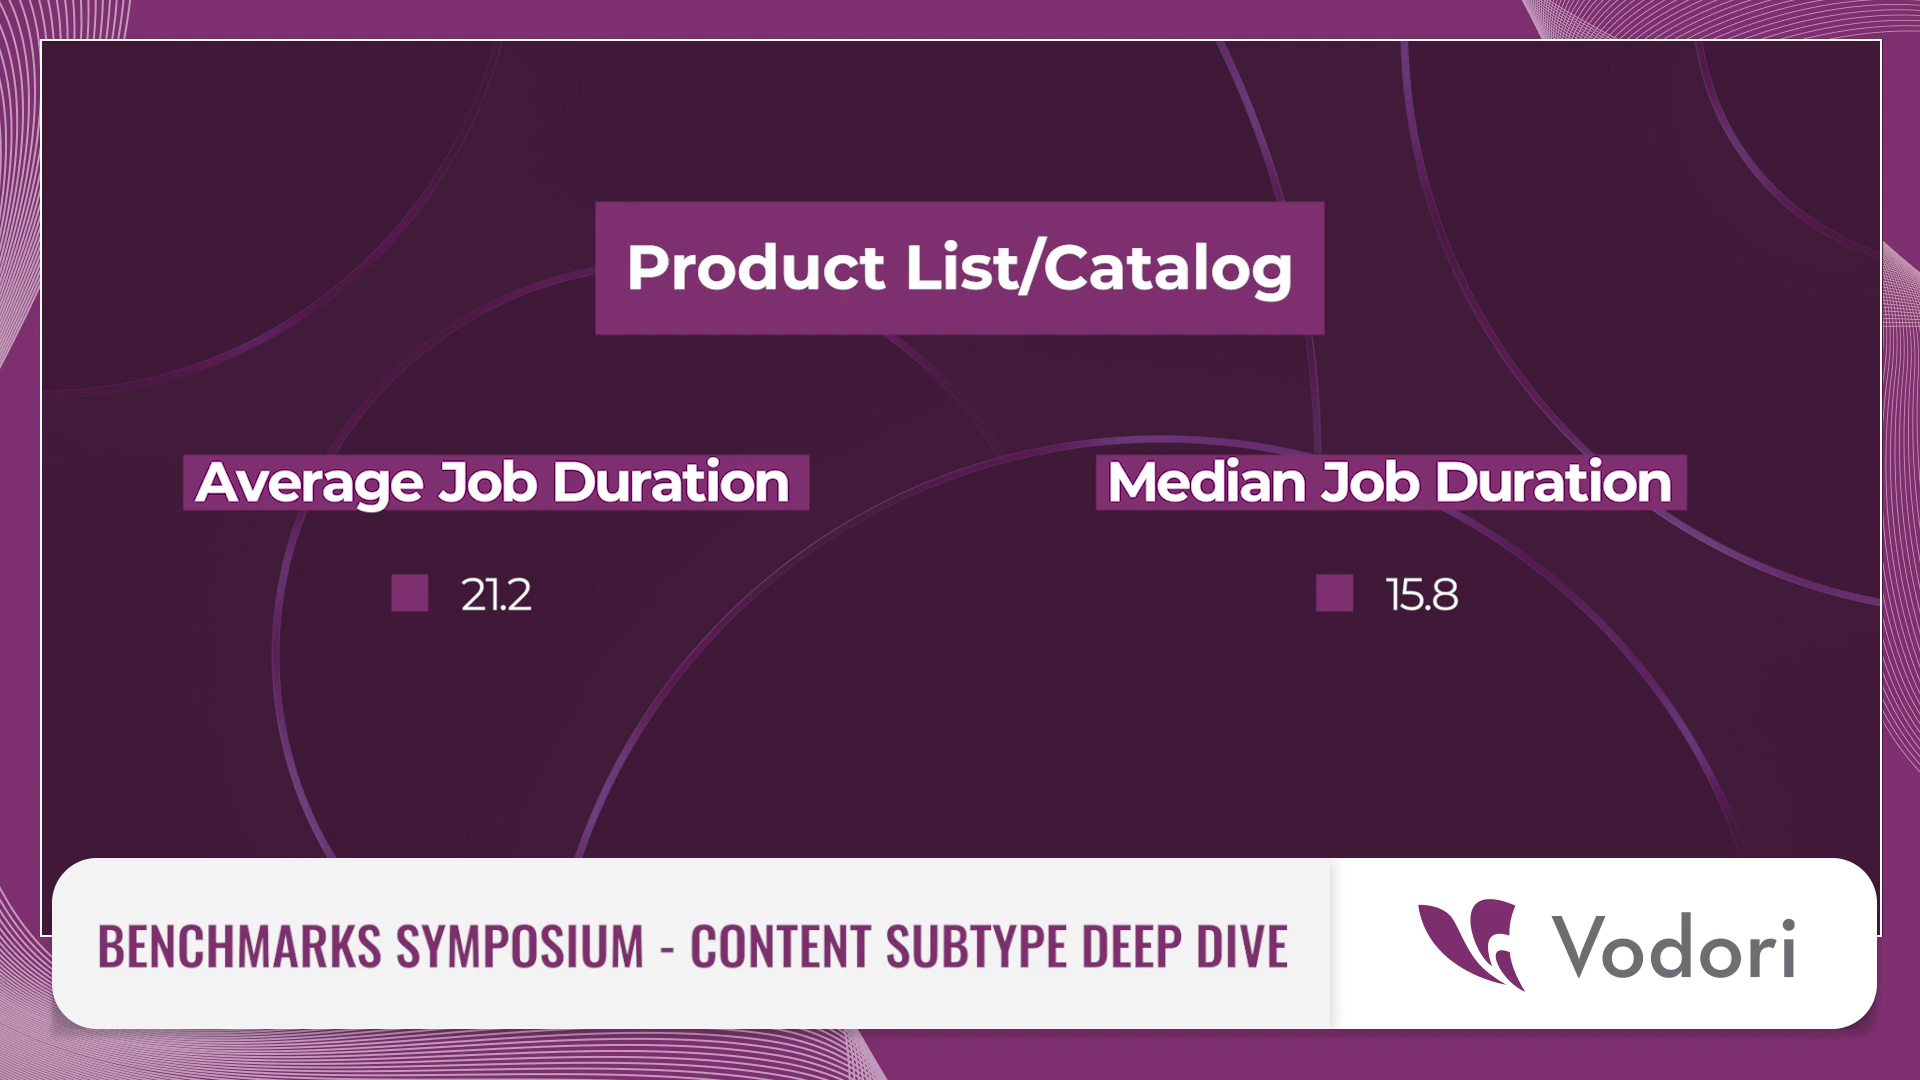 Product List/Catalog
Average Job Duration
Median Job Duration
21.2
15.8
BENCHMARKS SYMPOSIUM - CONTENT SUBTYPE DEEP DIVE
Vodori